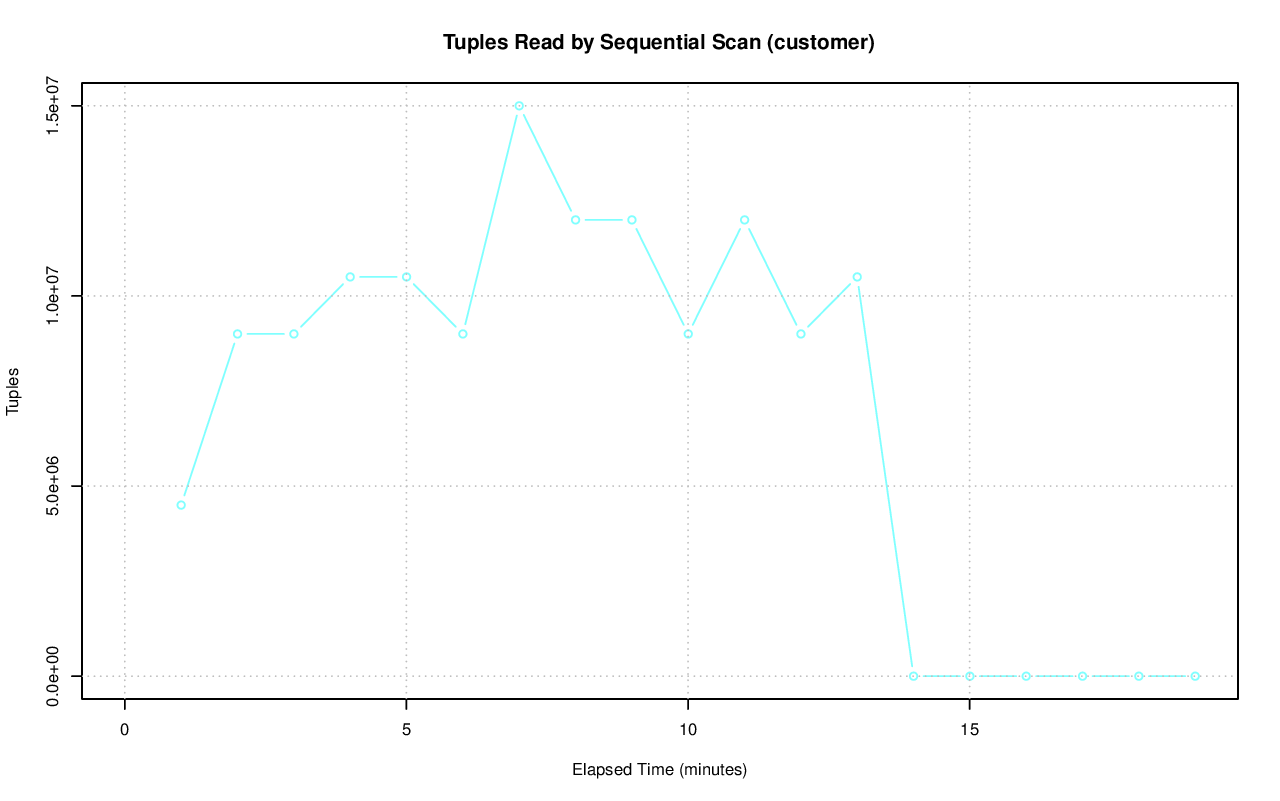 Tuples Read by Sequential Scan (customer)
1.5e+07
1.0e+07
5.0e+06
0.0e+00
Tuples
0 5 10 15
Elapsed Time (minutes)